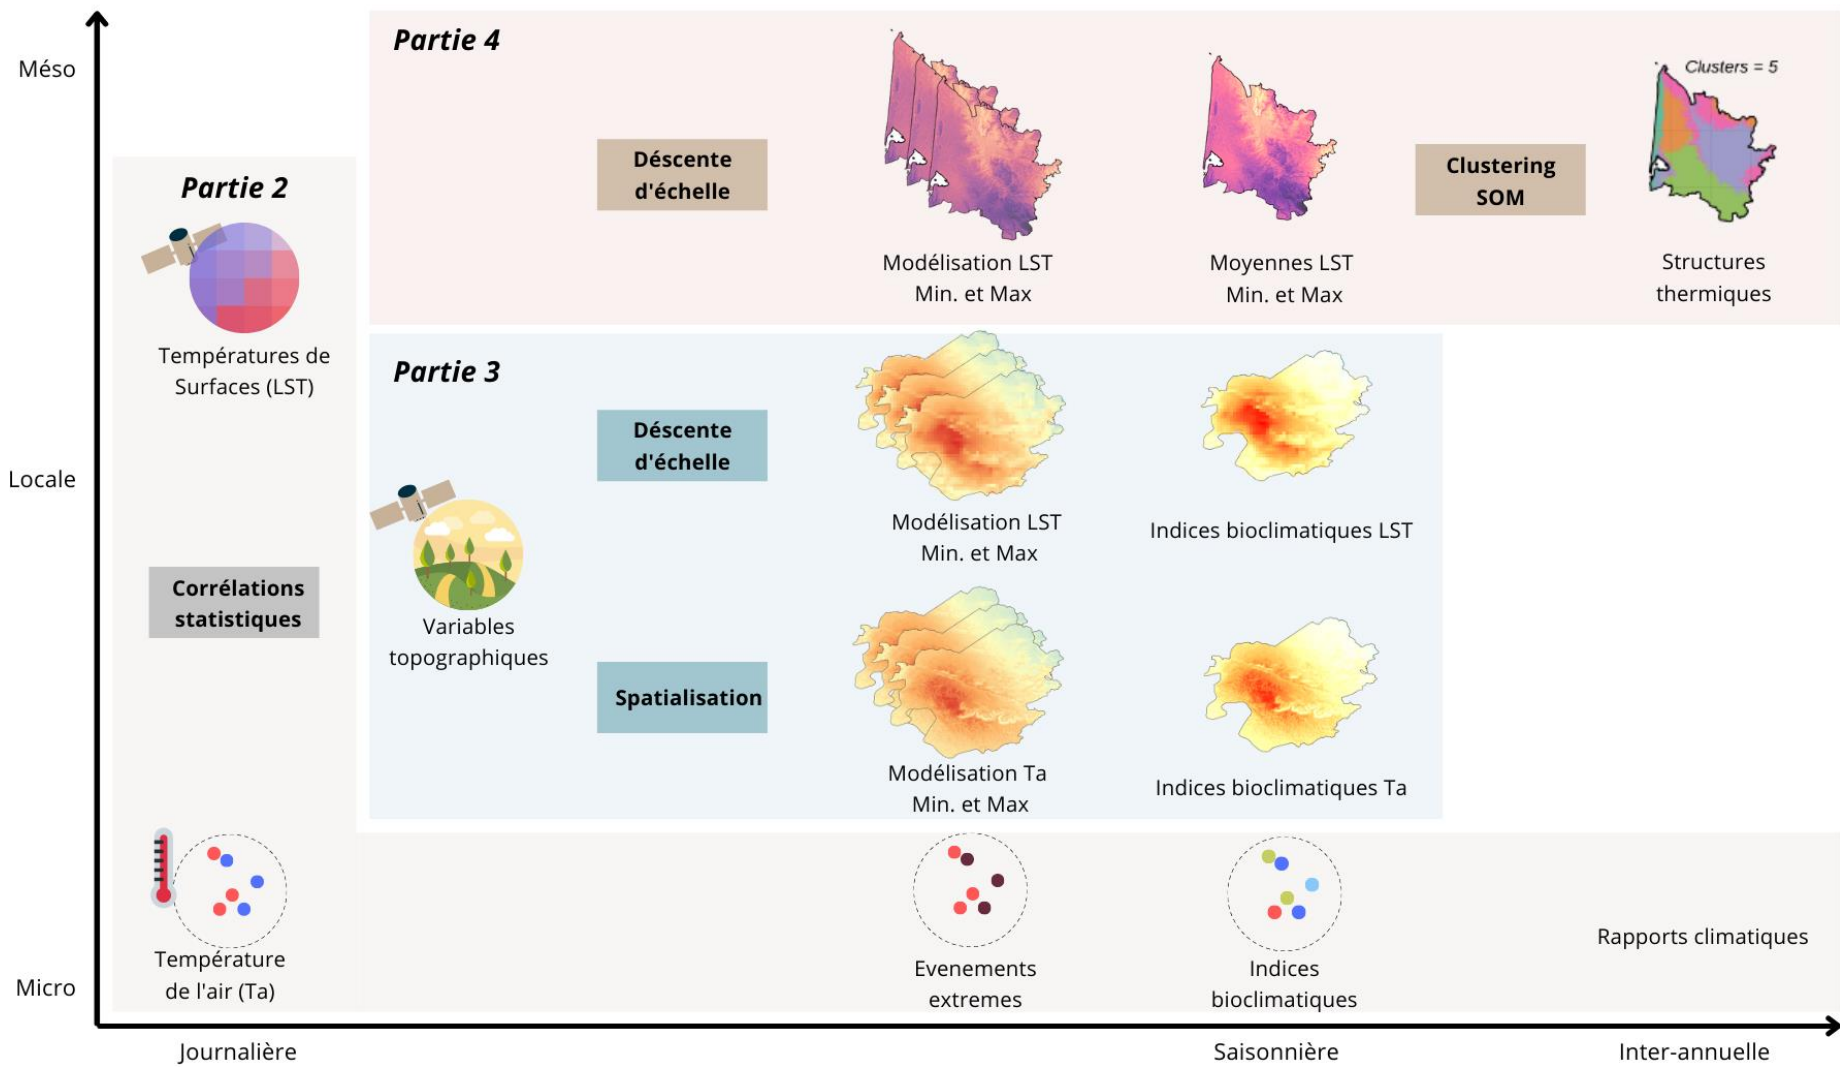 Méso
Locale
Micro
Partie 4
Déscente
d'échelle
Modélisation LST
Min. et Max
Moyennes LST
Min. et Max
Clustering
SOM
Clusters = 5
Structures
thermiques
Partie 2
Températures de
Surfaces (LST)
Corrélations
statistiques
Température
de l'air (Ta)
Partie 3
Variables
topographiques
Déscente
d'échelle
Modélisation LST
Min. et Max
Indices bioclimatiques LST
Spatialisation
Modélisation Ta
Min. et Max
Indices bioclimatiques Ta
Evenements
extremes
Indices
bioclimatiques
Rapports climatiques
Journalière
Saisonnière
Inter-annuelle